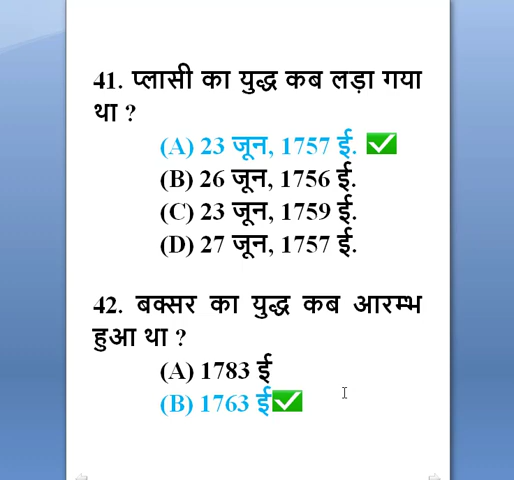 41. प्लासी का युद्ध कब लड़ा गया
था ?
(A) 23 जून, 1757 ई.
(B) 26 जून, 1756 ई.
(C) 23 जून, 1759 ई.
(D) 27 जून, 1757 ई.
42. बक्सर का युद्ध कब आरम्भ
हुआ था ?
(A) 1783 ई
(B) 1763 ई